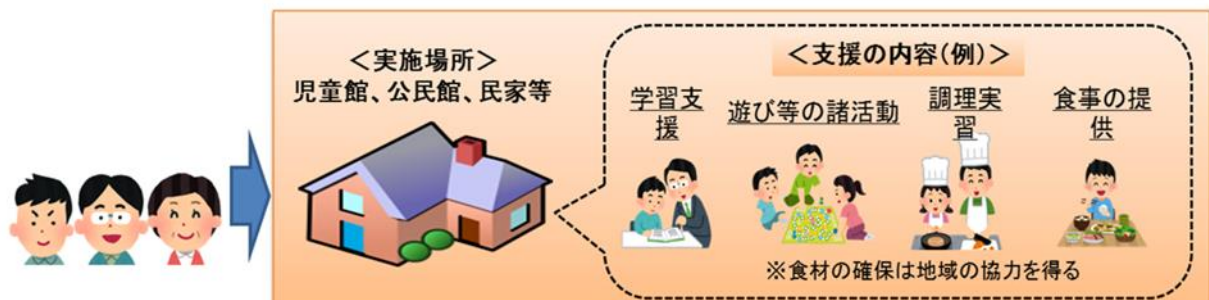 ＜実施場所＞
児童館、公民館、民家等
＜支援の内容（例）＞
学習支
援
遊び等の諸活動
調理実
習
食事の提
供
※食材の確保は地域の協力を得る